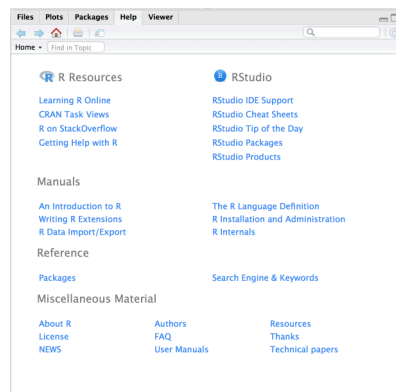 Files Plots Packages Help Viewer
Home Find in Topic
R R Resources
R RStudio
Learning R Online
RStudio IDE Support
CRAN Task Views
RStudio Cheat Sheets
R on StackOverflow
RStudio Tip of the Day
Getting Help with R
RStudio Packages
RStudio Products
Manuals
An Introduction to R
The R Language Definition
Writing R Extensions
R Installation and Administration
R Data Import/Export
R Internals
Reference
Packages
Search Engine & Keywords
Miscellaneous Material
About R
Authors
Resources
License
FAQ
Thanks
NEWS
User Manuals
Technical papers